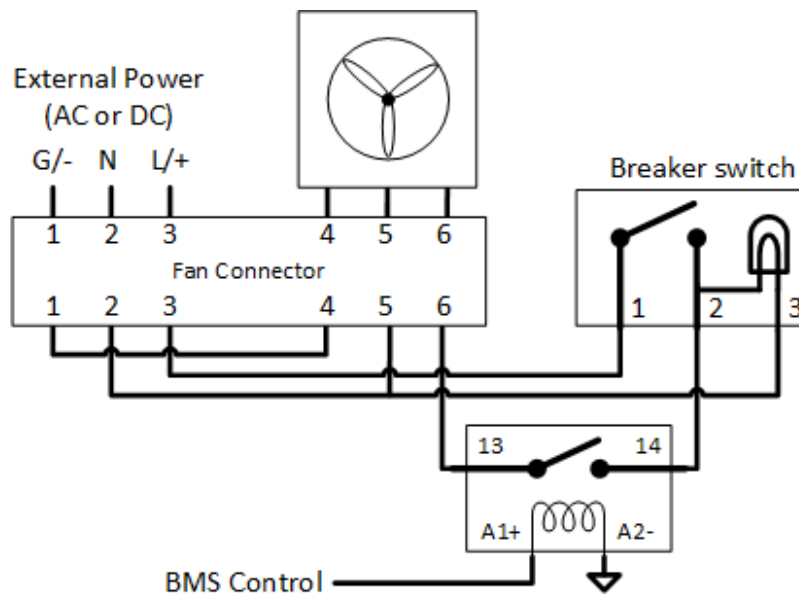 External Power
(AC or DC)
G/- N L/+
Breaker switch
1 2 3 4 5 6
Fan Connector
1 2 3 4 5 6
1 2 3
13 14
A1+ A2-
BMS Control